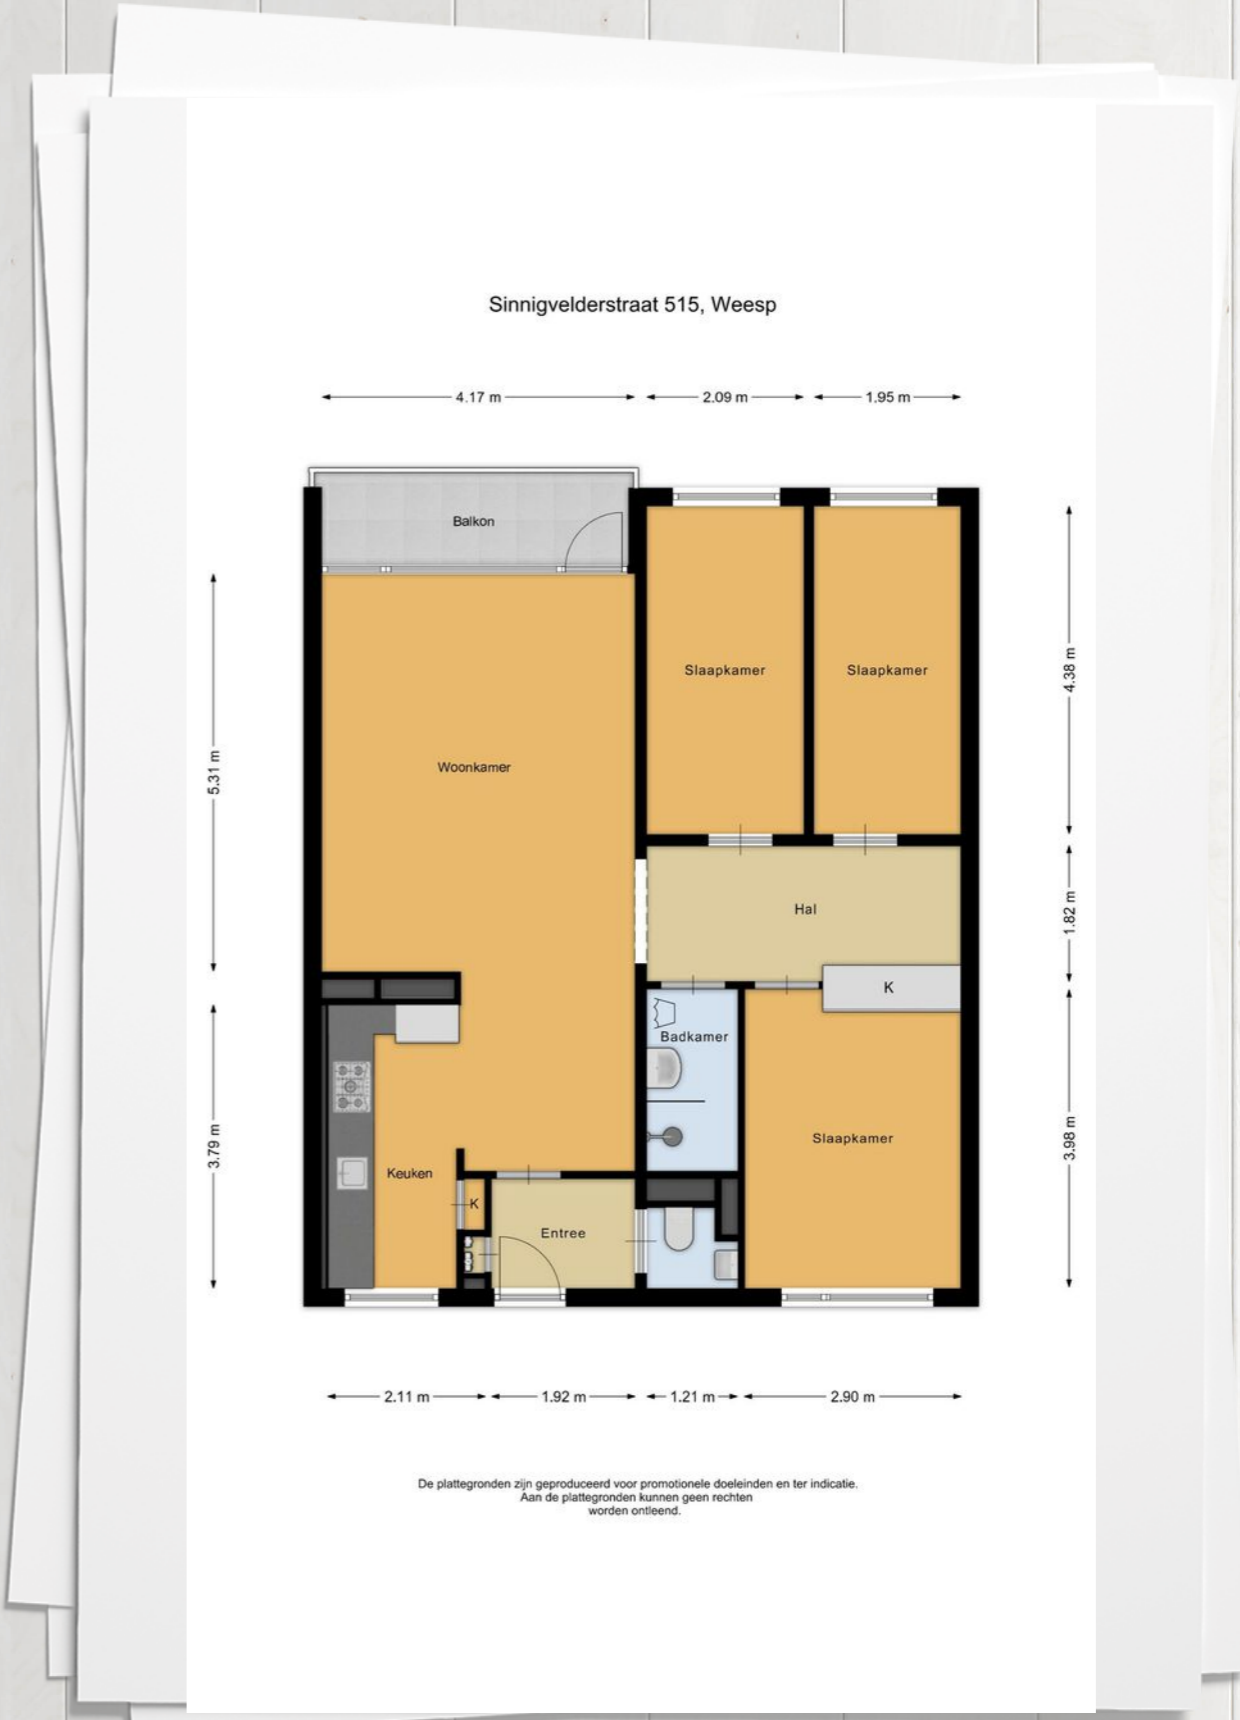 Sinnigvelderstraat 515, Weesp
4.17 m
2.09 m
1.95 m
Balkon
Slaapkamer
Slaapkamer
4.38 m
Woonkamer
5.31 m
Hal
1.82 m
K
Badkamer
Slaapkamer
3.79 m
3.98 m
Keuken
K
Entree
2.11 m
1.92 m
1.21 m
2.90 m
De plattegronden zijn geproduceerd voor promotionele doeleinden en ter indicatie.
Aan de plattegronden kunnen geen rechten
worden ontleend.